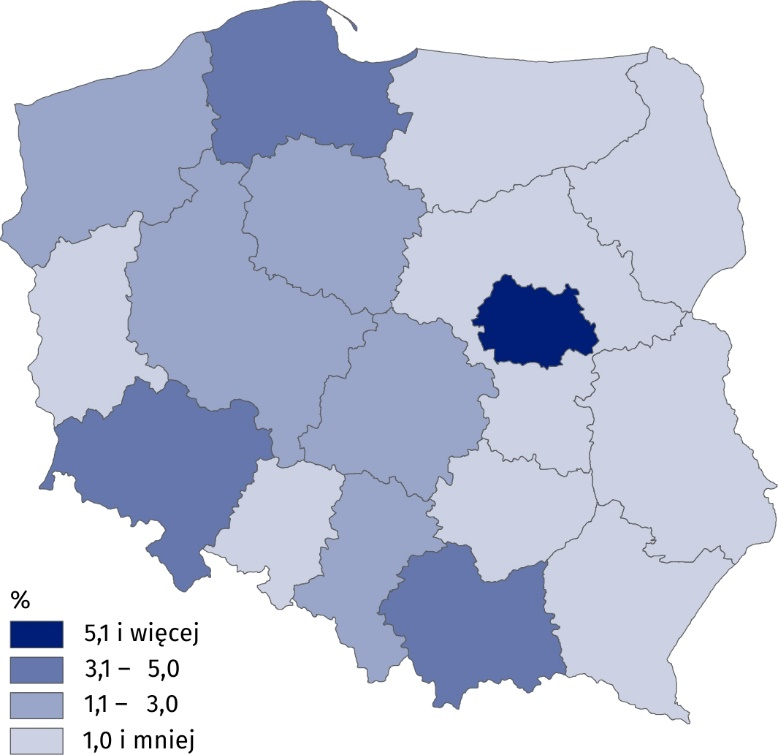 %
5,1 i więcej
3,1 – 5,0
1,1 – 3,0
1,0 i mniej